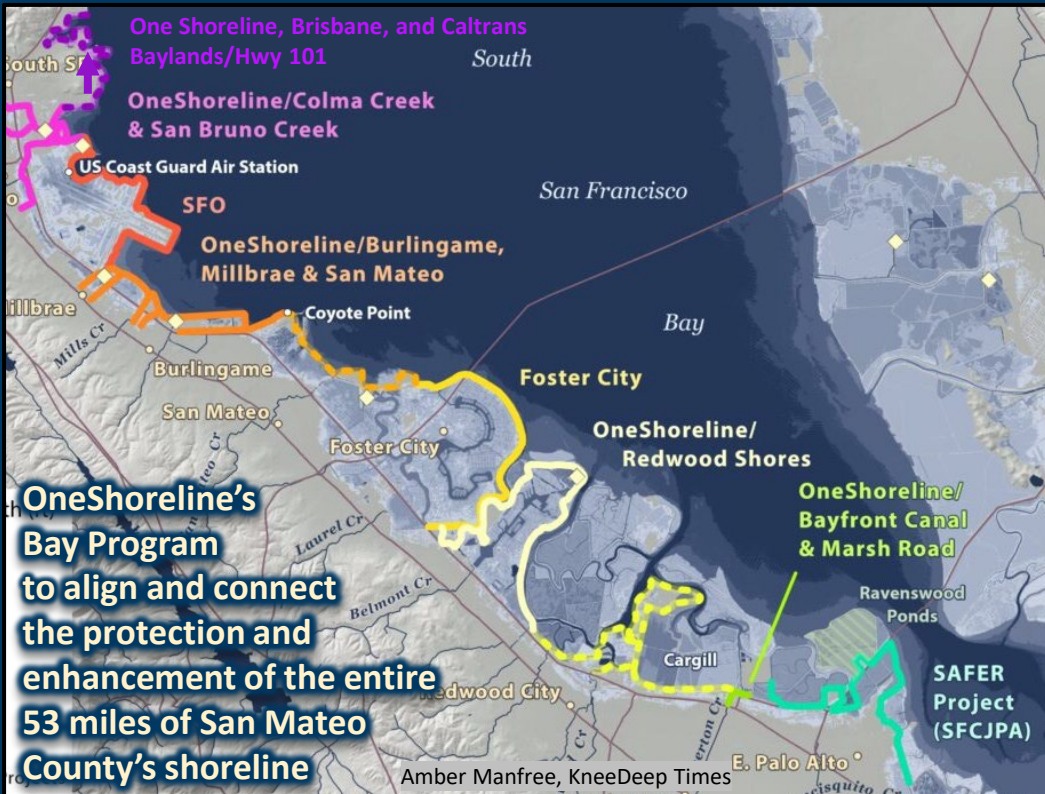 One Shoreline, Brisbane, and Caltrans
Baylands/Hwy 101
South
OneShoreline/Colma Creek
& San Bruno Creek
US Coast Guard Air Station
San Francisco
SFO
OneShoreline/Burlingame,
Millbrae & San Mateo
Coyote Point
Bay
Mills Cr
Burlingame
Foster City
San Mateo
OneShoreline/
Redwood Shores
Foster City
OneShoreline/
Bayfront Canal
& Marsh Road
Laurel Cr
Belmont Cr
Ravenswood
Ponds
Cargill
SAFER
Project
(SFCJPA)
OneShoreline's
Bay Program
to align and connect
the protection and
enhancement of the entire
53 miles of San Mateo
County's shoreline
Redwood City
Cr
E. Palo Alto
Amber Manfree, KneeDeep Times